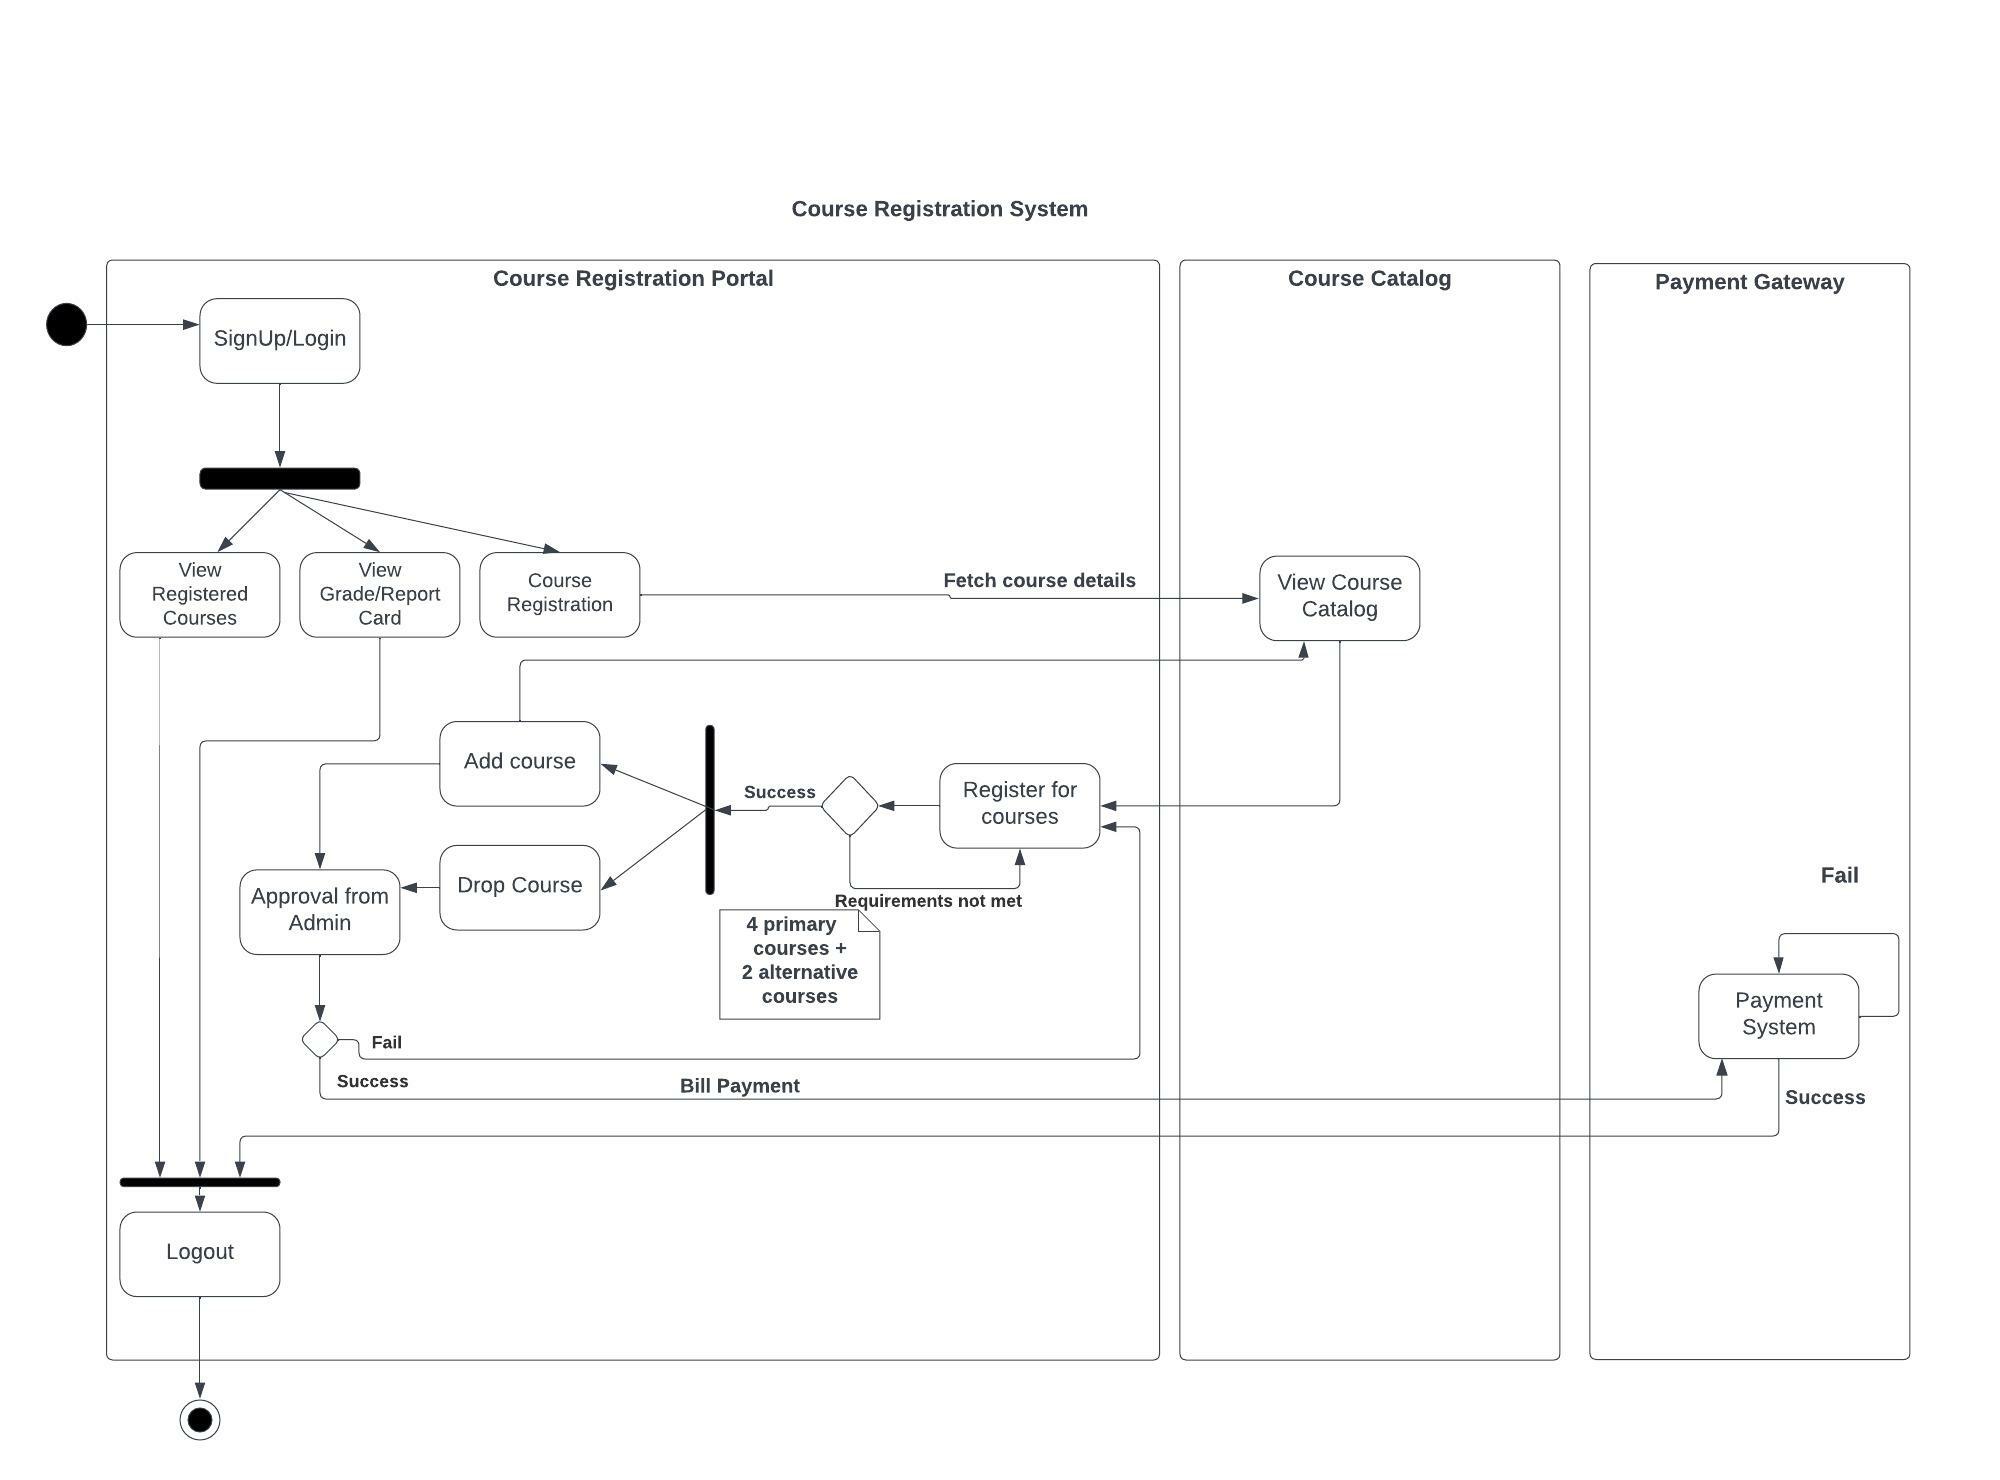 Course Registration System
Course Registration Portal
Course Catalog
Payment Gateway
SignUp/Login
View
Registered
Courses
View
Grade/Report
Card
Course
Registration
Fetch course details
View Course
Catalog
Add course
Success
Register for
courses
Drop Course
Approval from
Admin
Requirements not met
4 primary
courses +
2 alternative
courses
Fail
Payment
System
Fail
Success
Bill Payment
Success
Logout